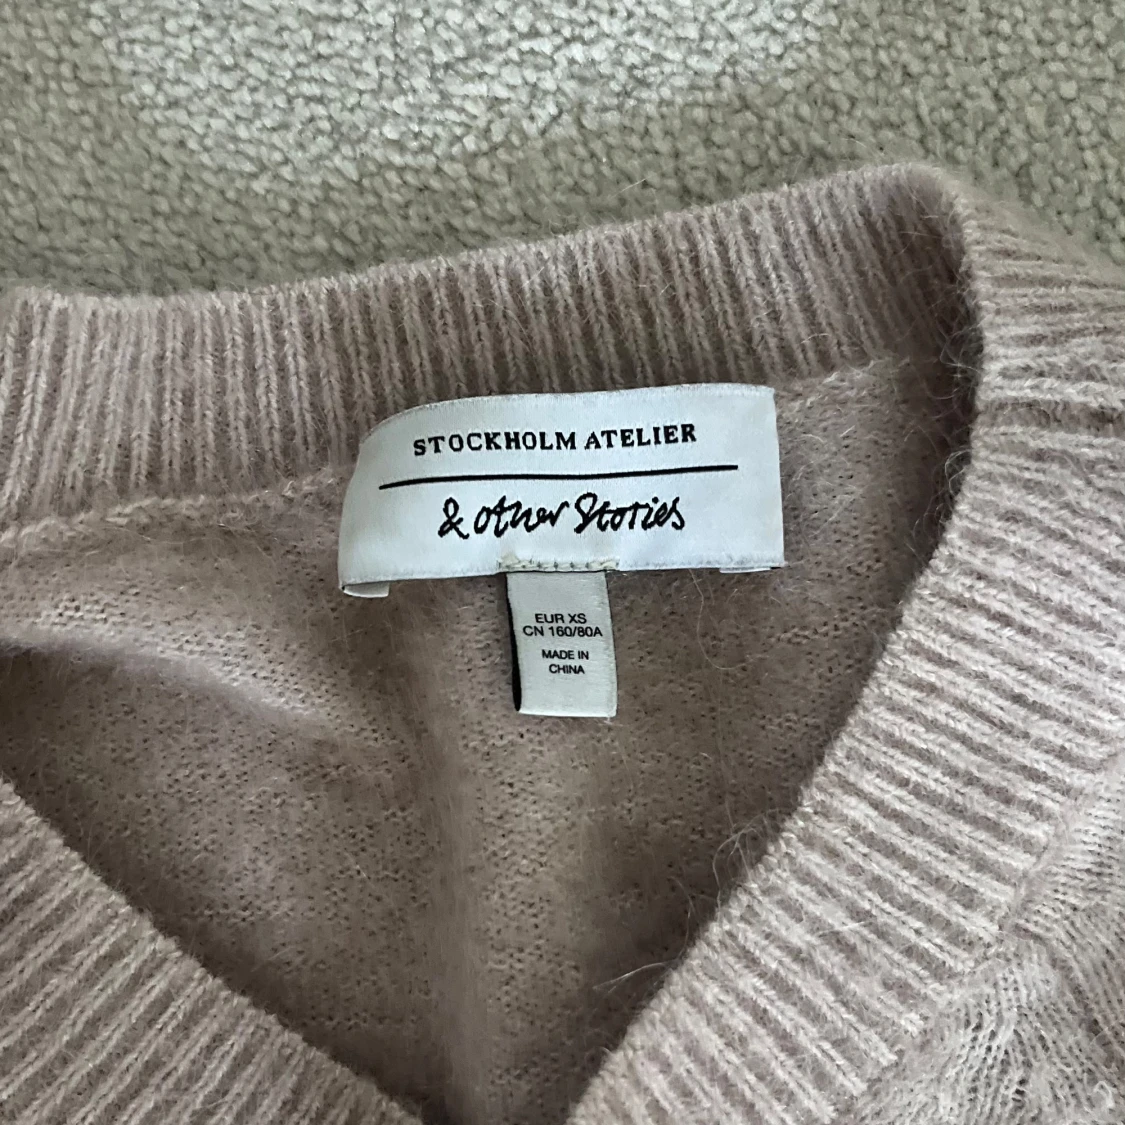 STOCKHOLM ATELIER
& other Stories
EUR XS
CN 160/80A
MADE IN
CHINA